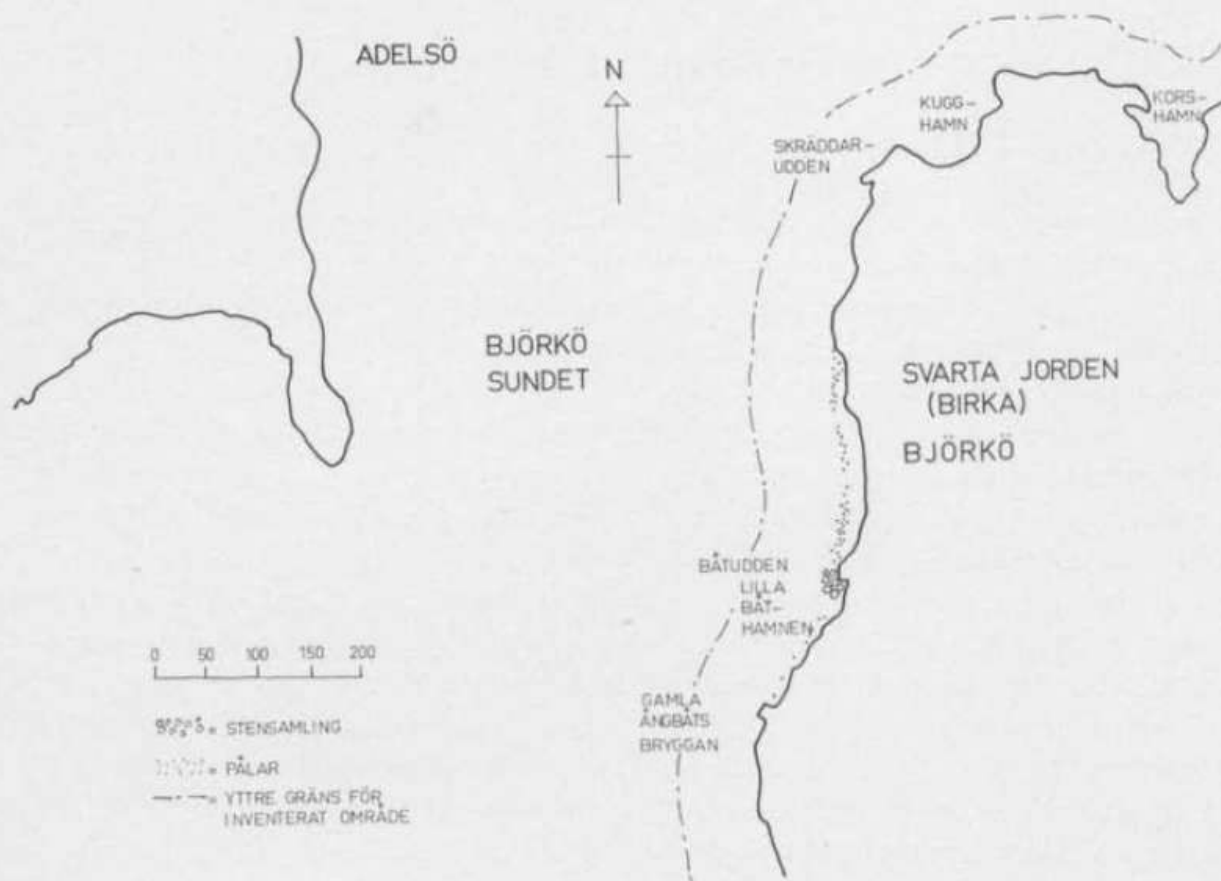 ADELSÖ
N
KUGG-
HAMN
KORS-
HAMN
SKRÄDDAR-
UDDEN
BJÖRKÖ
SUNDET
SVARTA JORDEN
(BIRKA)
BJÖRKÖ
BÅTUDDEN
LILLA
BÅT-
HAMNEN
0 50 100 150 200
GAMLA
ÅNGBÅTS
BRYGGAN
= STENSAMLING
= PÅLAR
= YTTRE GRÄNS FÖR
INVENTERAT OMRÅDE